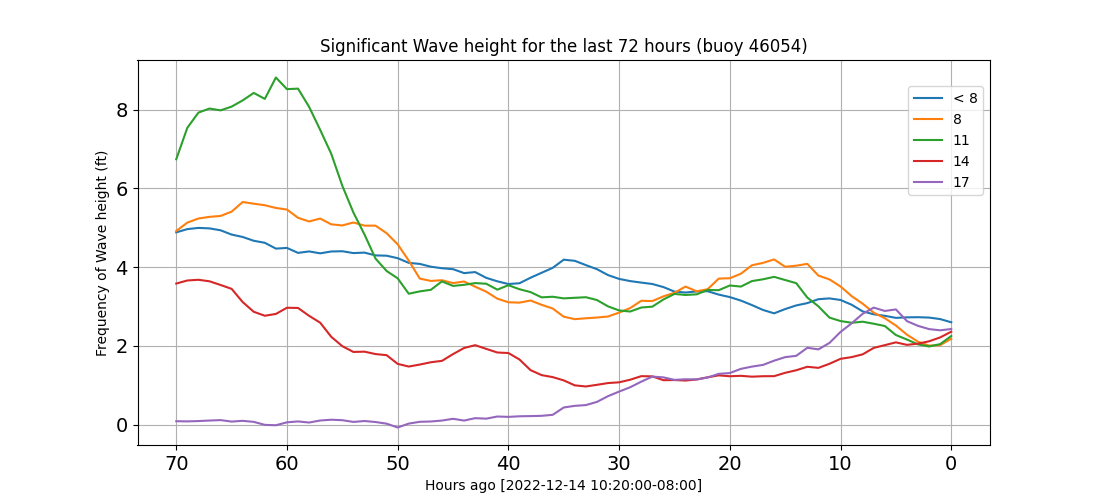 Significant Wave height for the last 72 hours (buoy 46054)
Frequency of Wave height (ft)
8
6
4
2
0
< 8
8
11
14
17
70 60 50 40 30 20 10 0
Hours ago [2022-12-14 10:20:00-08:00]